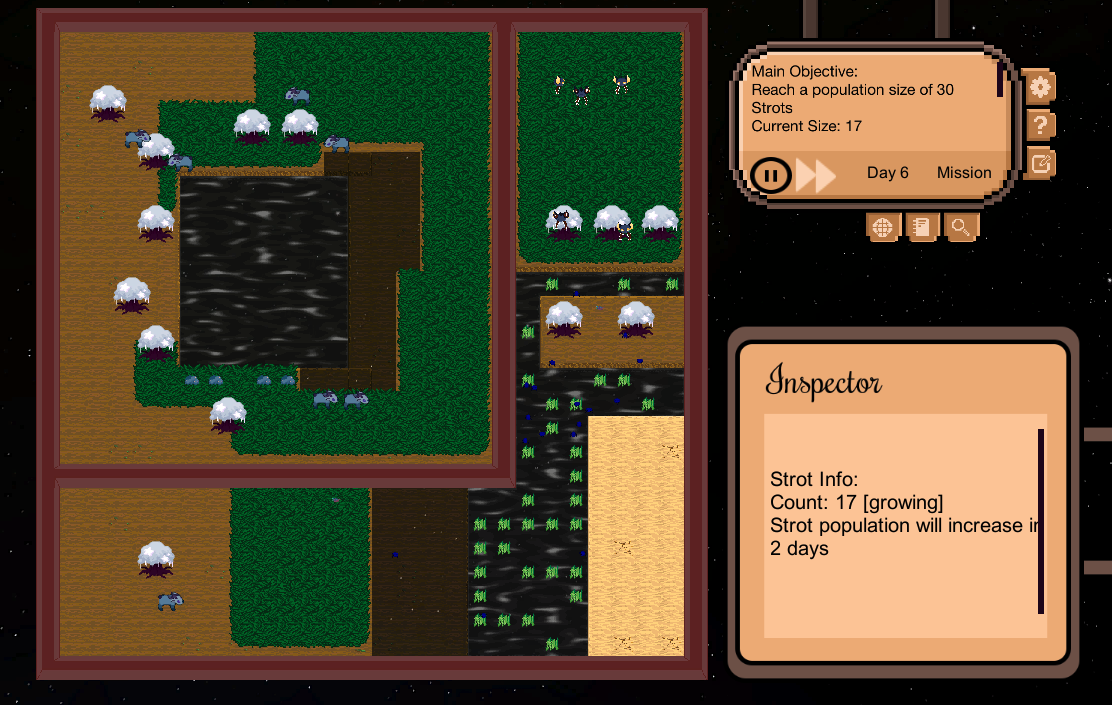 Main Objective:
Reach a population size of 30
Strots
Current Size: 17
Day 6
Mission
?
Inspector
Strot Info:
Count: 17 [growing]
Strot population will increase in
2 days